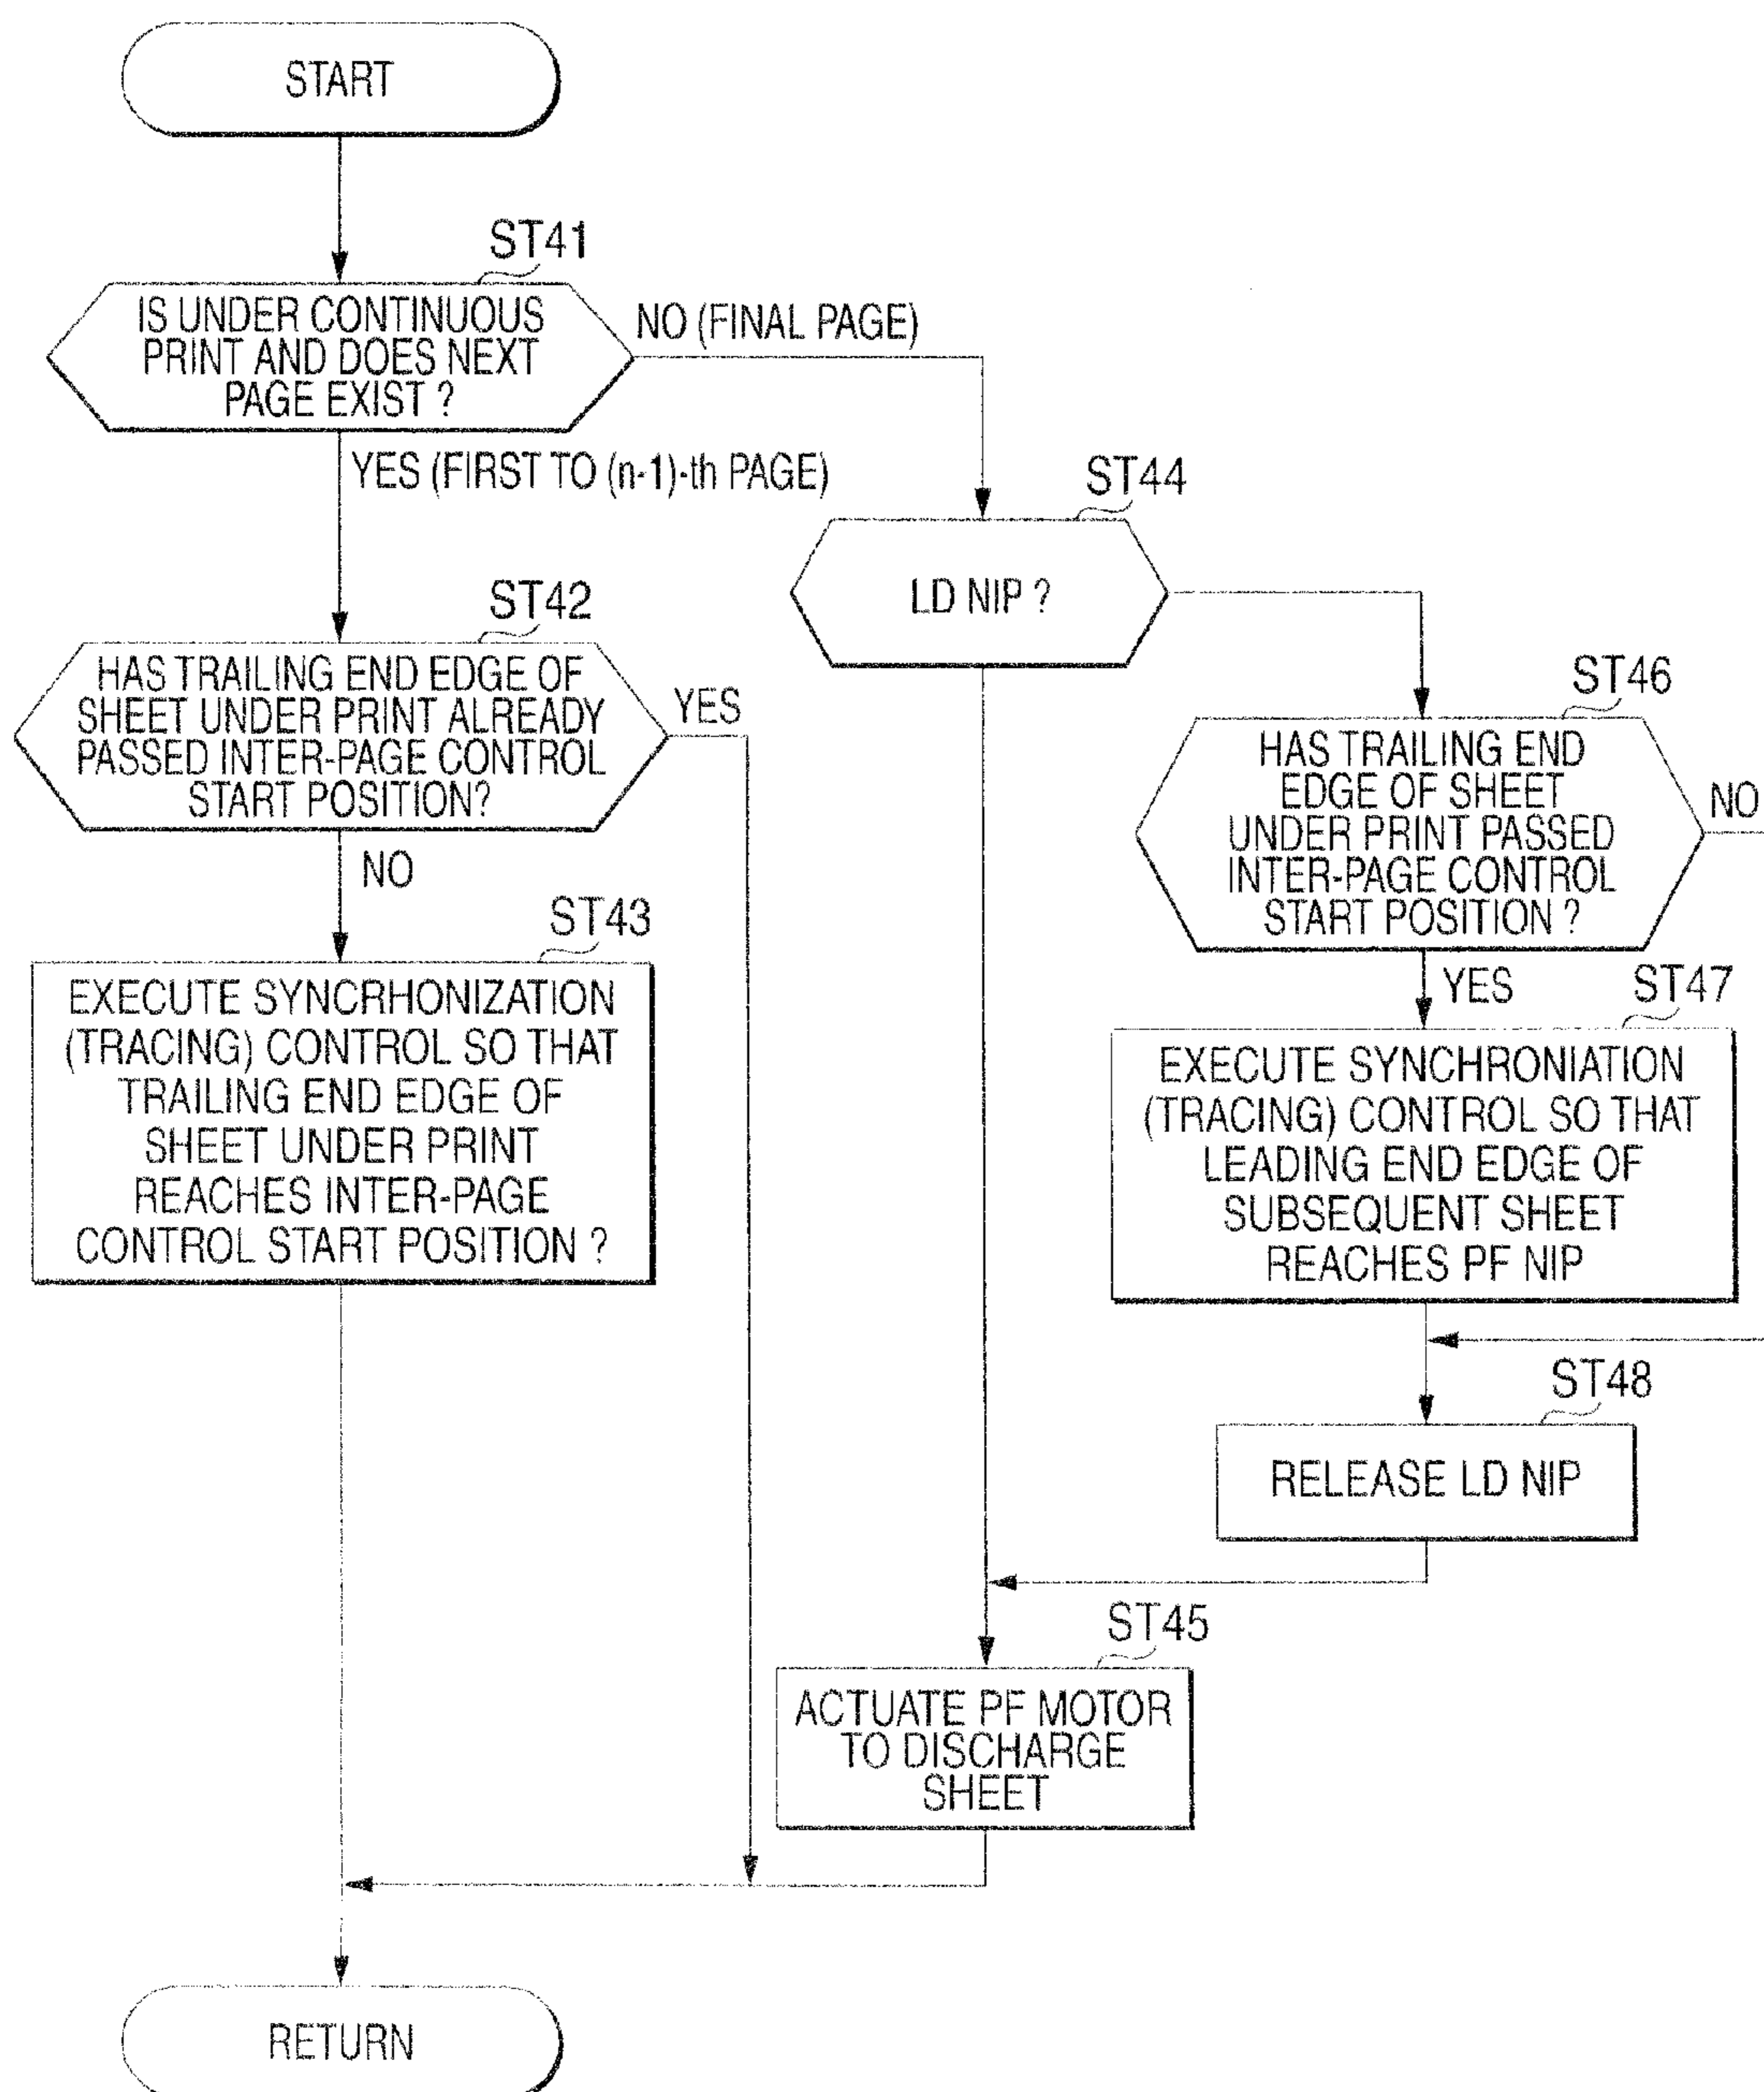 START
ST41
IS UNDER CONTINUOUS
PRINT AND DOES NEXT
PAGE EXIST ?
NO (FINAL PAGE)
YES (FIRST TO (n-1)-th PAGE)
ST44
LD NIP ?
ST42
HAS TRAILING END EDGE OF
SHEET UNDER PRINT ALREADY
PASSED INTER-PAGE CONTROL
START POSITION?
YES
NO
ST46
HAS TRAILING END
EDGE OF SHEET
UNDER PRINT PASSED
INTER-PAGE CONTROL
START POSITION ?
NO
YES
ST43
EXECUTE SYNCRHONIZATION
(TRACING) CONTROL SO THAT
TRAILING END EDGE OF
SHEET UNDER PRINT
REACHES INTER-PAGE
CONTROL START POSITION ?
ST47
EXECUTE SYNCHRONIATION
(TRACING) CONTROL SO THAT
LEADING END EDGE OF
SUBSEQUENT SHEET
REACHES PF NIP
ST48
RELEASE LD NIP
ST45
ACTUATE PF MOTOR
TO DISCHARGE
SHEET
RETURN